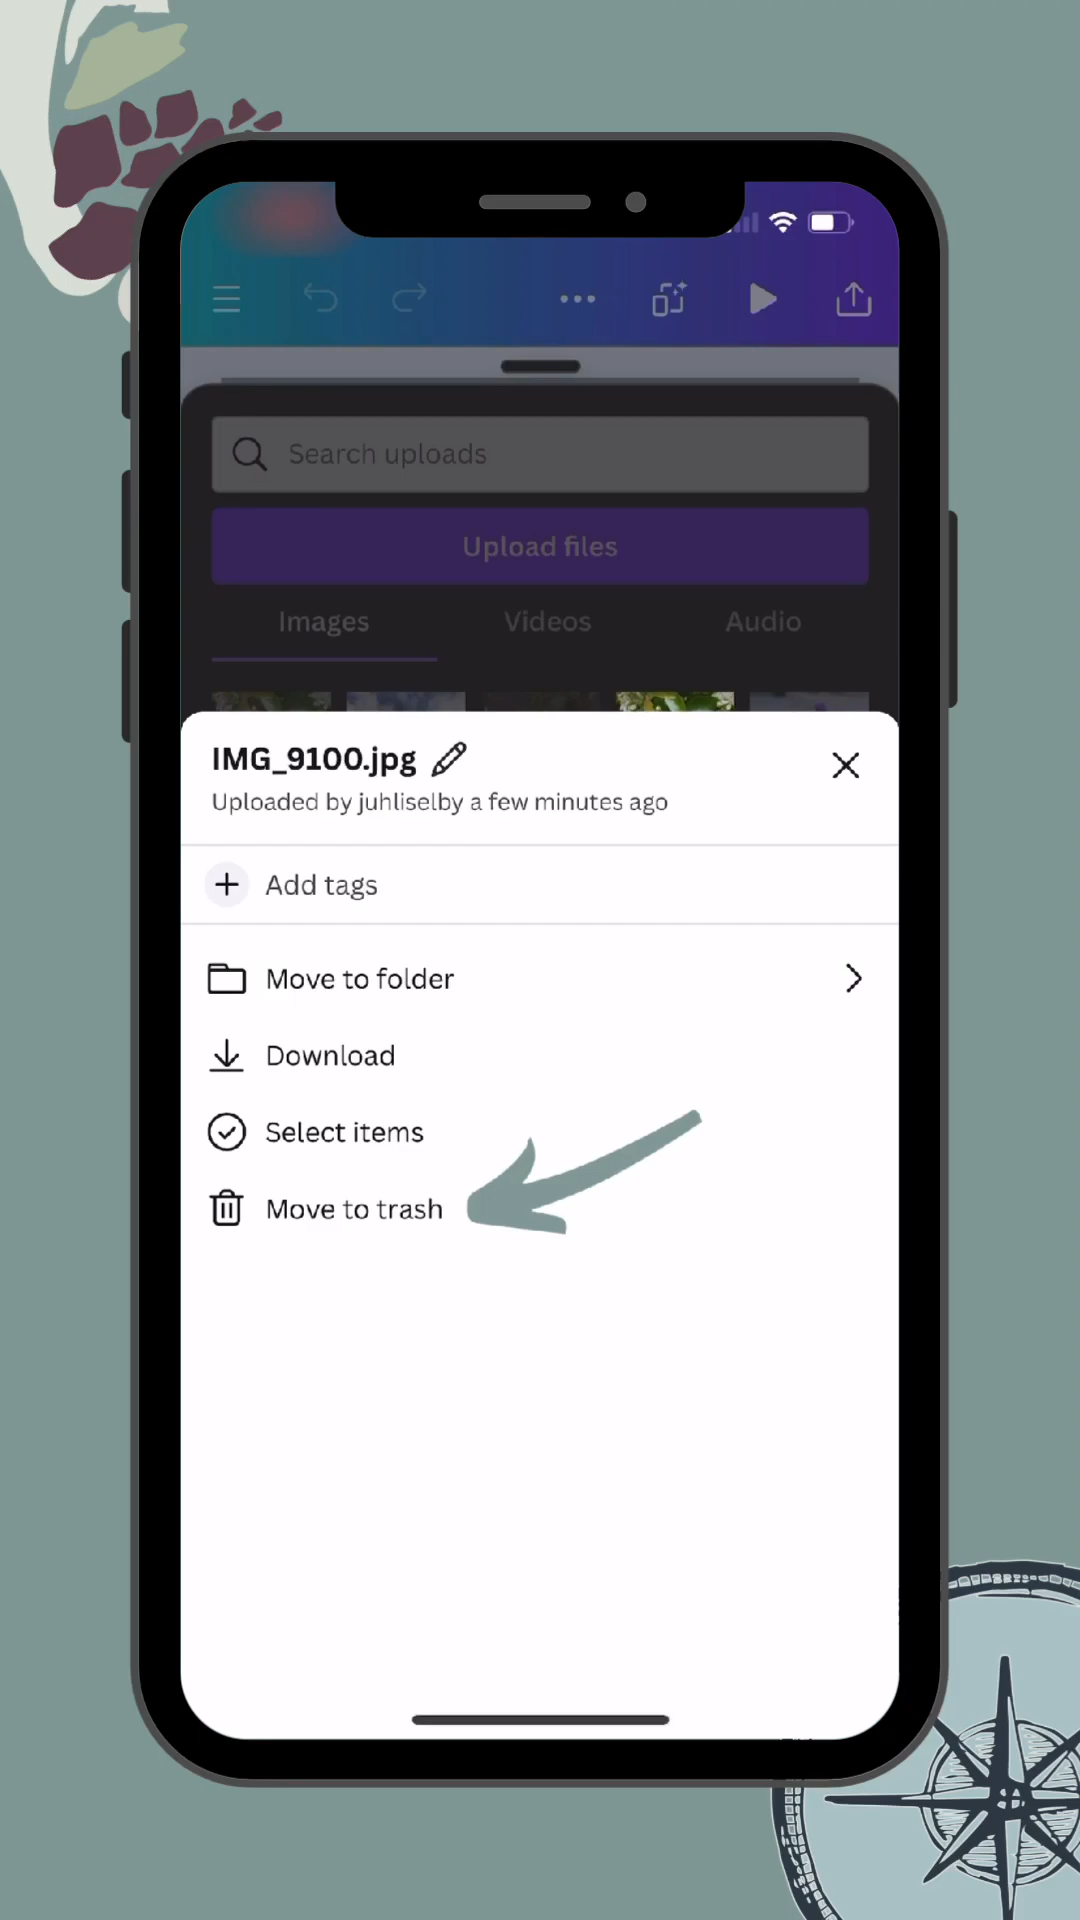 Search uploads
Upload files
Images Videos Audio
IMG_9100.jpg
Uploaded by juhliselby a few minutes ago
Add tags
Move to folder
Download
Select items
Move to trash